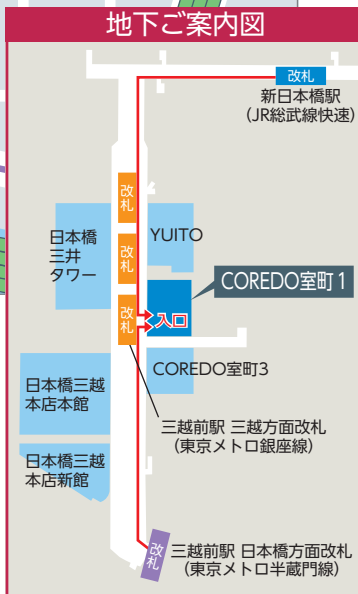 地下ご案内図
改札
新日本橋駅
（JR総武線快速）
改札
改札
日本橋
三井
タワー
YUITO
COREDO室町1
改札
入口
COREDO室町3
日本橋三越
本店本館
三越前駅 三越方面改札
（東京メトロ銀座線）
日本橋三越
本店新館
改札
三越前駅 日本橋方面改札
（東京メトロ半蔵門線）